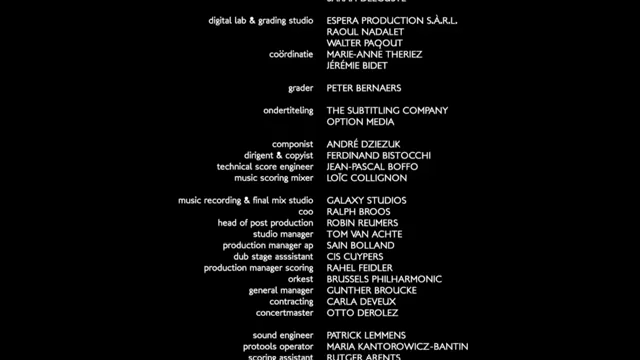 digital lab & grading studio ESPERA PRODUCTION S.À.R.L.
RAOUL NADALET
WALTER PAQOUT
coördinatie MARIE-ANNE THERIEZ
JÉRÉMIE BIDET
grader PETER BERNAERS
ondertiteling THE SUBTITLING COMPANY
OPTION MEDIA
componist ANDRÉ DZIEZUK
dirigent & copyist FERDINAND BISTOCCHI
technical score engineer JEAN-PASCAL BOFFO
music scoring mixer LOÏC COLLIGNON
music recording & final mix studio GALAXY STUDIOS
coo RALPH BROOS
head of post production ROBIN REUMERS
studio manager TOM VAN ACHTE
production manager ap SAIN BOLLAND
dub stage asssistant CIS CUYPERS
production manager scoring RAHEL FEIDLER
orkest BRUSSELS PHILHARMONIC
general manager GUNTHER BROUCKE
contracting CARLA DEVEUX
concertmaster OTTO DEROLEZ
sound engineer PATRICK LEMMENS
protools operator MARIA KANTOROWICZ-BANTIN
scoring assistant RUTGER ARENTS